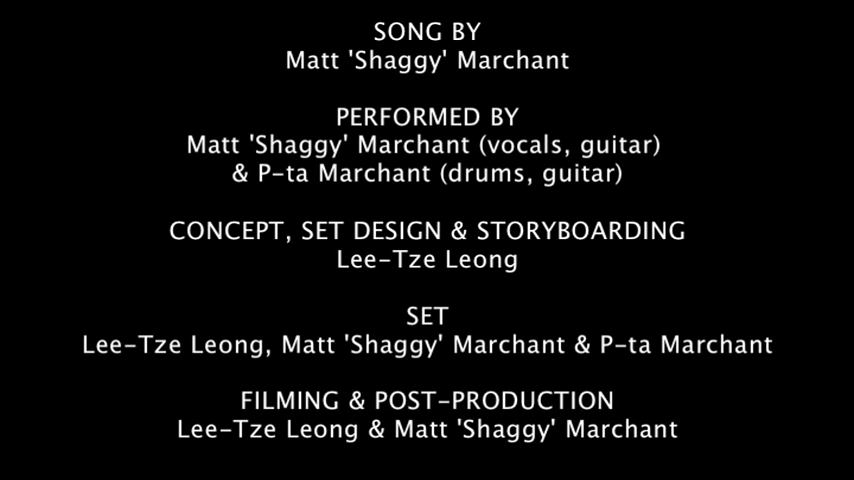 SONG BY
Matt 'Shaggy' Marchant
PERFORMED BY
Matt 'Shaggy' Marchant (vocals, guitar)
& P-ta Marchant (drums, guitar)
CONCEPT, SET DESIGN & STORYBOARDING
Lee-Tze Leong
SET
Lee-Tze Leong, Matt 'Shaggy' Marchant & P-ta Marchant
FILMING & POST-PRODUCTION
Lee-Tze Leong & Matt 'Shaggy' Marchant